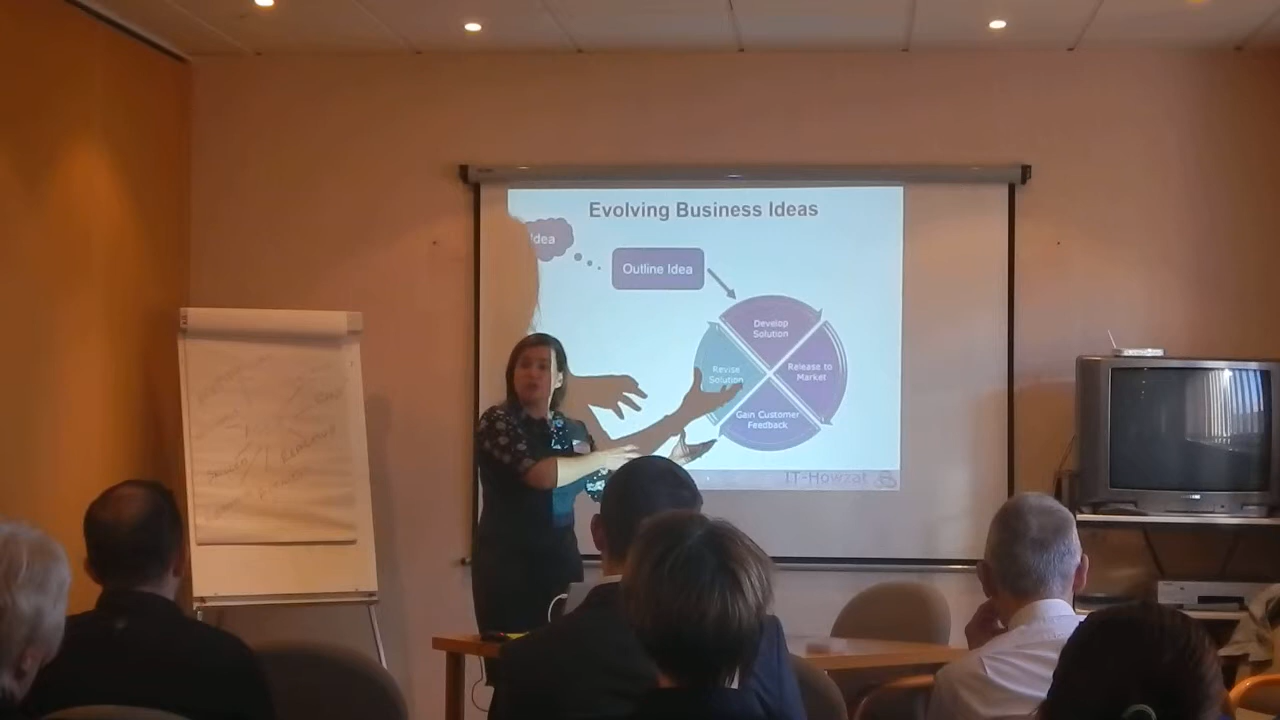 Evolving Business Ideas
Idea
Outline Idea
Develop
Solution
Release to
Market
Revise
Solution
Gain Customer
Feedback
IT-Howzat